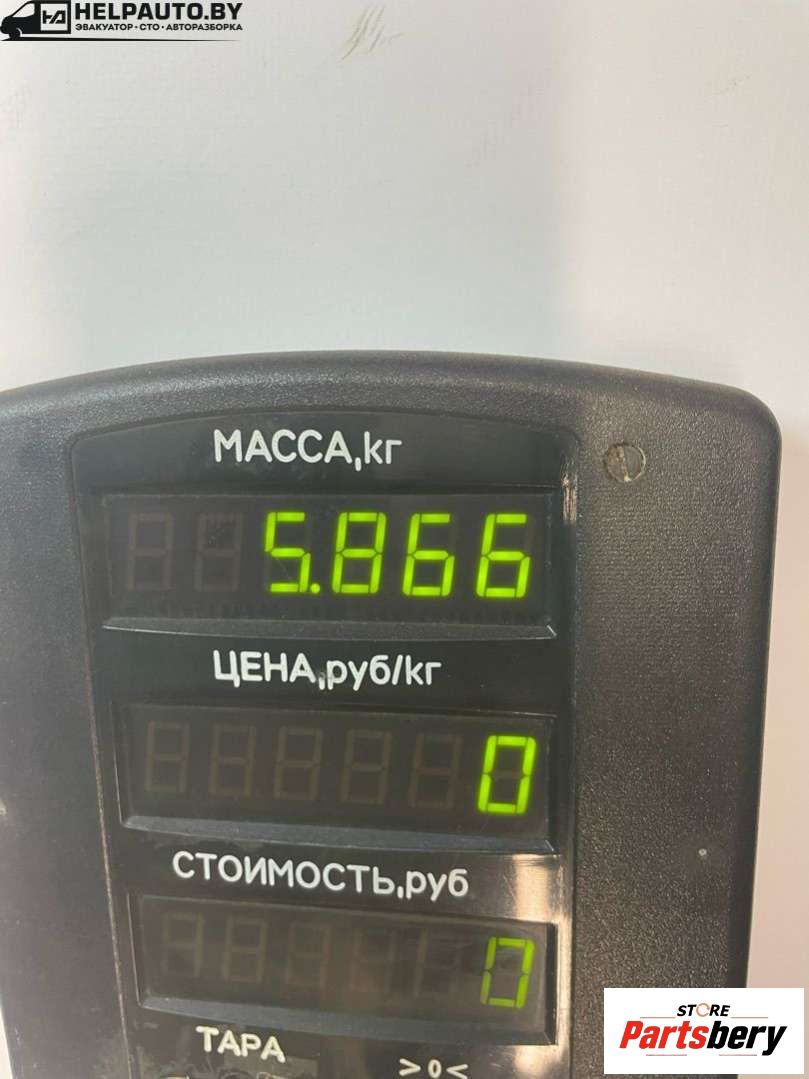 HELPAUTO.BY
ЭВАКУАТОР · СТО · АВТОРАЗБОРКА
МАССА,кг
5.866
ЦЕНА,руб/кг
0
СТОИМОСТЬ,руб
0
ТАРА
>0<
STORE
Partsbery